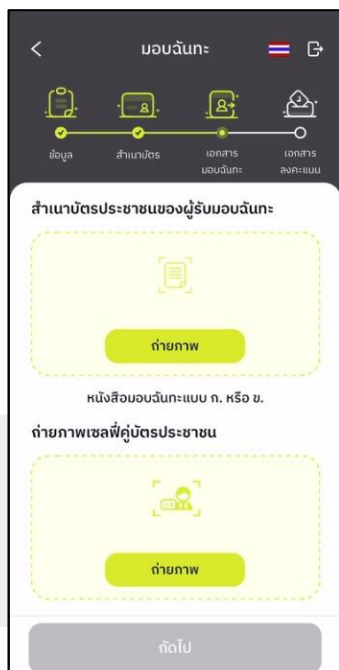 มอบฉันทะ
ข้อมูล
สำเนาบัตร
เอกสาร
มอบฉันทะ
เอกสาร
ลงคะแนน
สำเนาบัตรประชาชนของผู้รับมอบฉันทะ
ถ่ายภาพ
หนังสือมอบฉันทะแบบ ก. หรือ ข.
ถ่ายภาพเซลฟี่คู่บัตรประชาชน
ถ่ายภาพ
ถัดไป